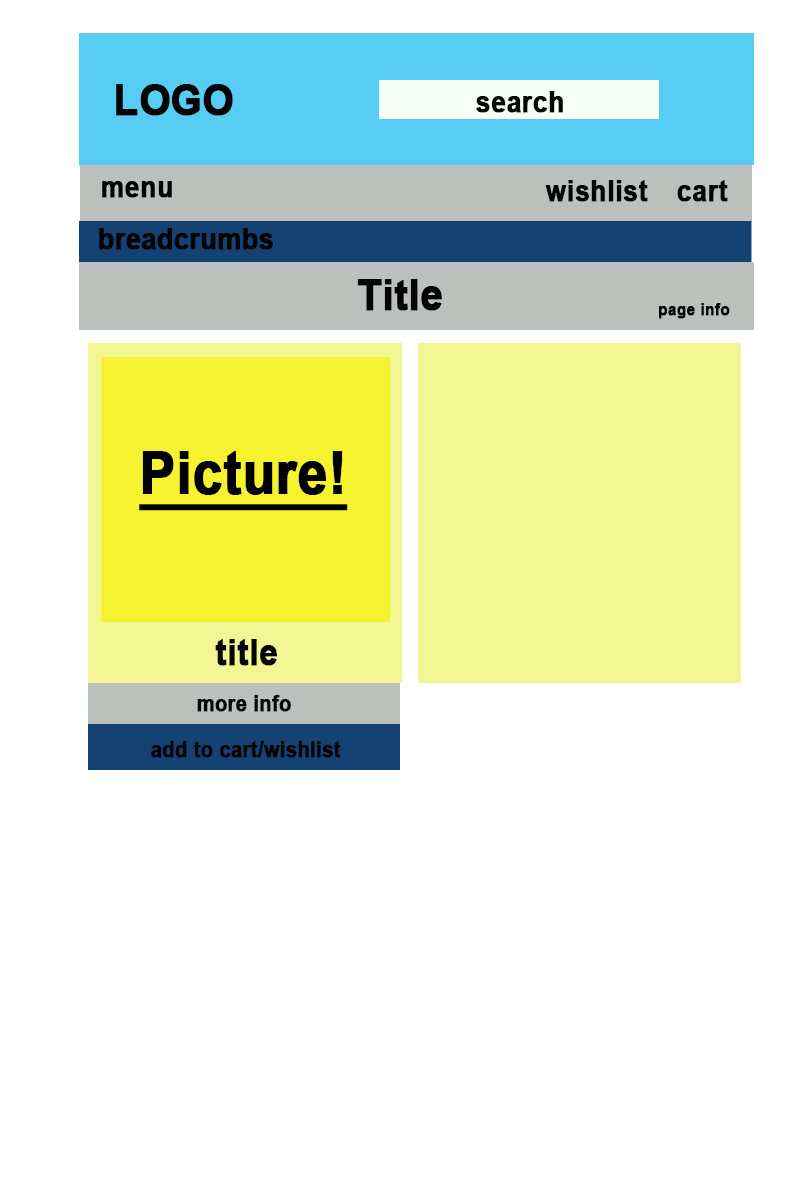 LOGO
search
menu
wishlist cart
breadcrumbs
Title
page info
Picture!
title
more info
add to cart/wishlist